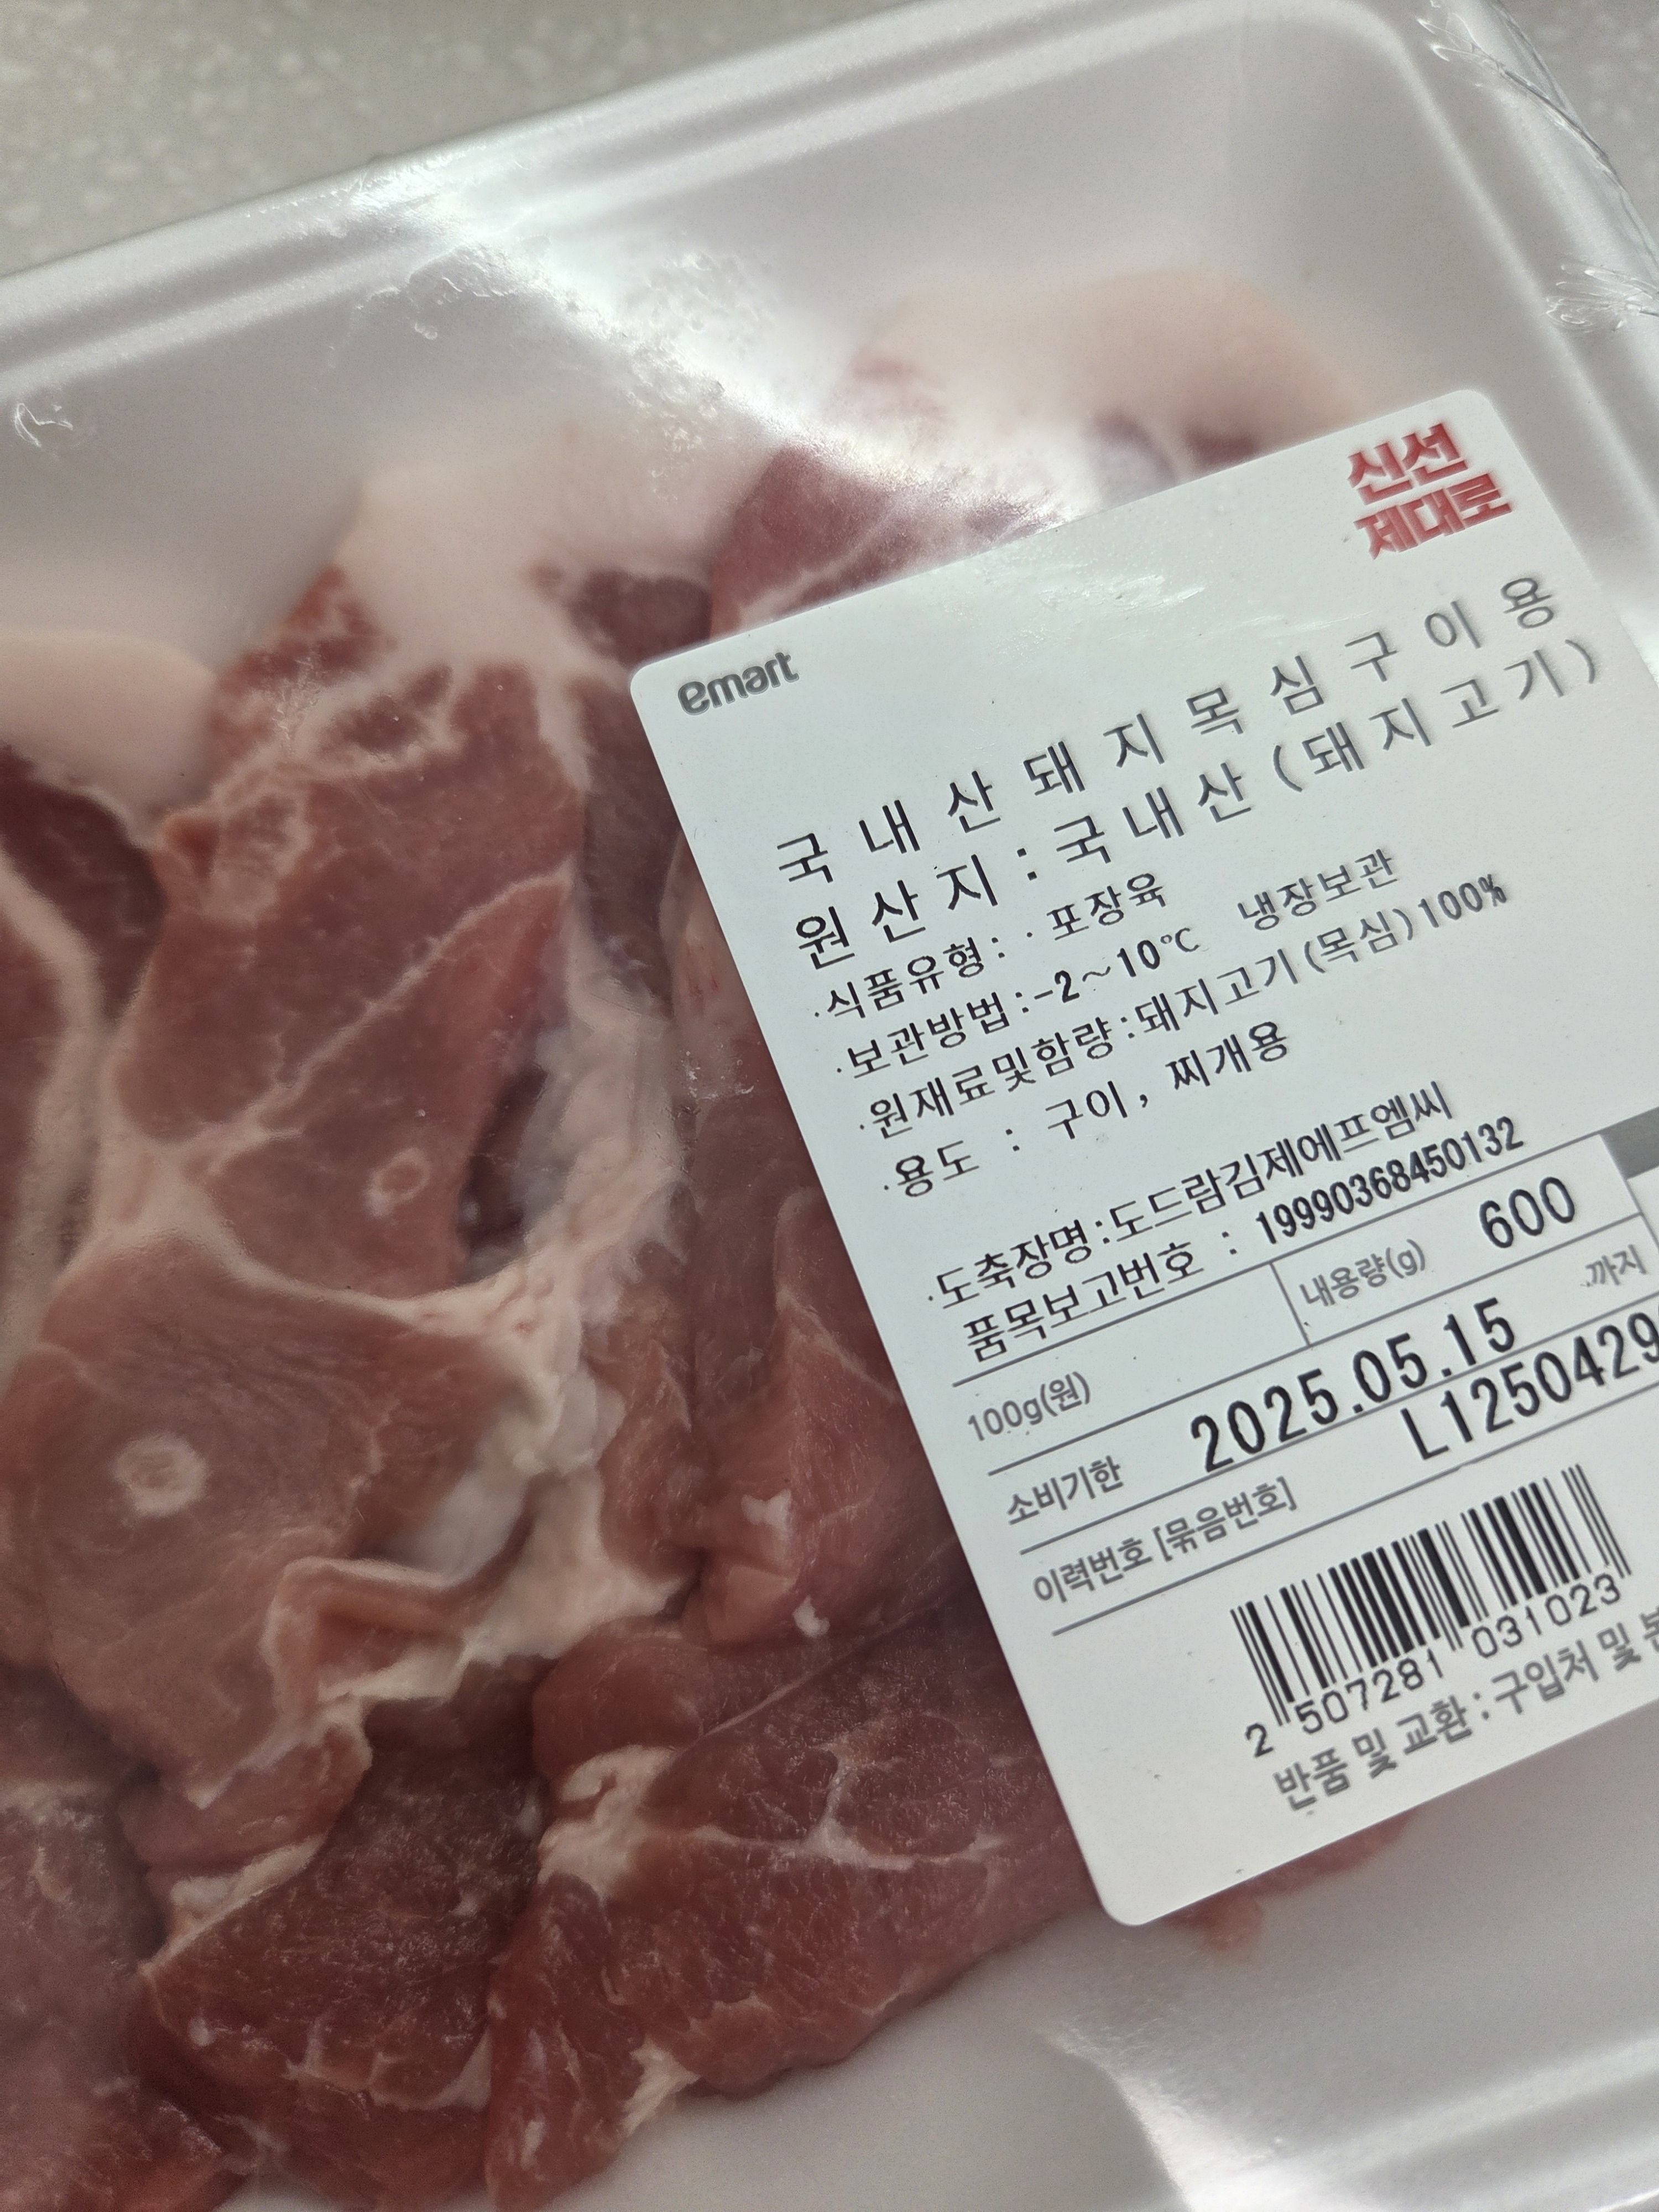 신선
제대로
emart
국내산돼지목심구이용
원산지:국내산(돼지고기)
·식품유형:·포장육
·보관방법:-2~10℃ 냉장보관
·원재료및함량:돼지고기(목심)100%
·용도 : 구이, 찌개용
·도축장명:도드람김제에프엠씨
품목보고번호 : 19990368450132
내용량(g) 600
100g(원)
소비기한 2025.05.15 까지
이력번호 [묶음번호] L1250429
2 507281 031023
반품 및 교환 : 구입처 및